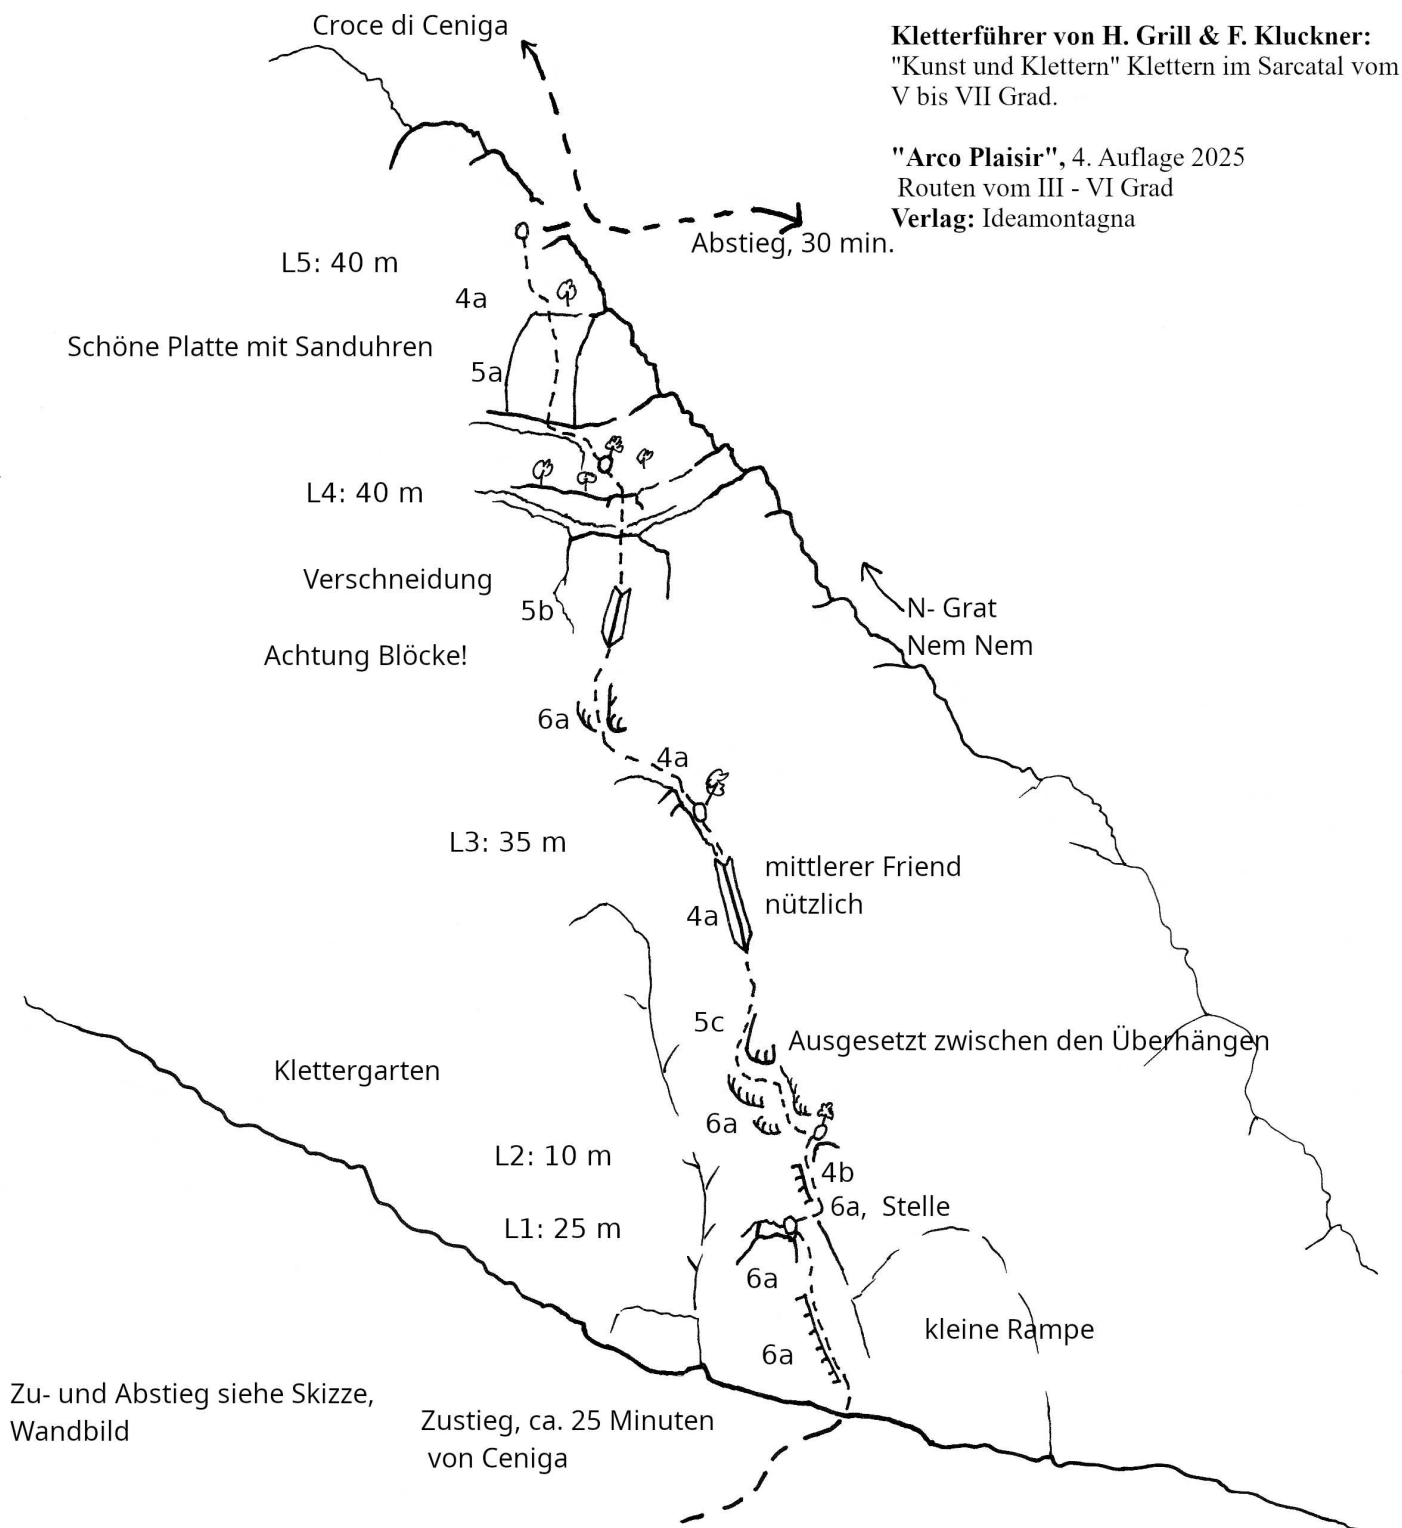 Croce di Ceniga
Kletterführer von H. Grill & F. Kluckner:
"Kunst und Klettern" Klettern im Sarcatal vom
V bis VII Grad.
"Arco Plaisir", 4. Auflage 2025
Routen vom III - VI Grad
Verlag: Ideamontagna
Abstieg, 30 min.
L5: 40 m
4a
Schöne Platte mit Sanduhren
5a
L4: 40 m
Verschneidung
5b
N- Grat
Nem Nem
Achtung Blöcke!
6a
4a
L3: 35 m
mittlerer Friend
nützlich
4a
5c
Ausgesetzt zwischen den Überhängen
Klettergarten
6a
L2: 10 m
4b
6a, Stelle
L1: 25 m
6a
kleine Rampe
6a
Zu- und Abstieg siehe Skizze,
Wandbild
Zustieg, ca. 25 Minuten
von Ceniga